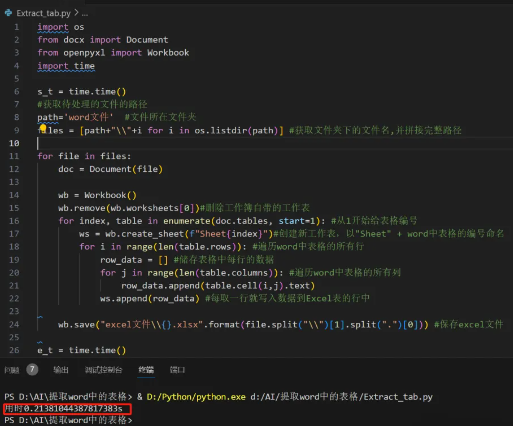 Extract_tab.py > ...
1 import os
2 from docx import Document
3 from openpyxl import Workbook
4 import time
5
6 s_t = time.time()
7 #获取待处理的文件的路径
8 path='word文件' #文件所在文件夹
9 files = [path+"\\"+i for i in os.listdir(path)] #获取文件夹下的文件名,并拼接完整路径
10
11 for file in files:
12 doc = Document(file)
13
14 wb = Workbook()
15 wb.remove(wb.worksheets[0])#删除工作簿自带的工作表
16 for index, table in enumerate(doc.tables, start=1): #从1开始给表格编号
17 ws = wb.create_sheet(f"Sheet{index}")#创建新工作表, 以"Sheet" + word中表格的编号命名
18 for i in range(len(table.rows)): #遍历word中表格的所有行
19 row_data = [] #储存表格中每行的数据
20 for j in range(len(table.columns)): #遍历word中表格的所有列
21 row_data.append(table.cell(i,j).text)
22 ws.append(row_data) #每取一行就写入数据到Excel表的行中
23
24 wb.save("excel文件\\{}.xlsx".format(file.split("\\")[1].split(".")[0])) #保存excel文件
25
26 e_t = time.time()
问题 7 输出 调试控制台 终端 端口
PS D:\AI\提取word中的表格> & D:/Python/python.exe d:/AI/提取word中的表格/Extract_tab.py
用时0.21381044387817383s
PS D:\AI\提取word中的表格>